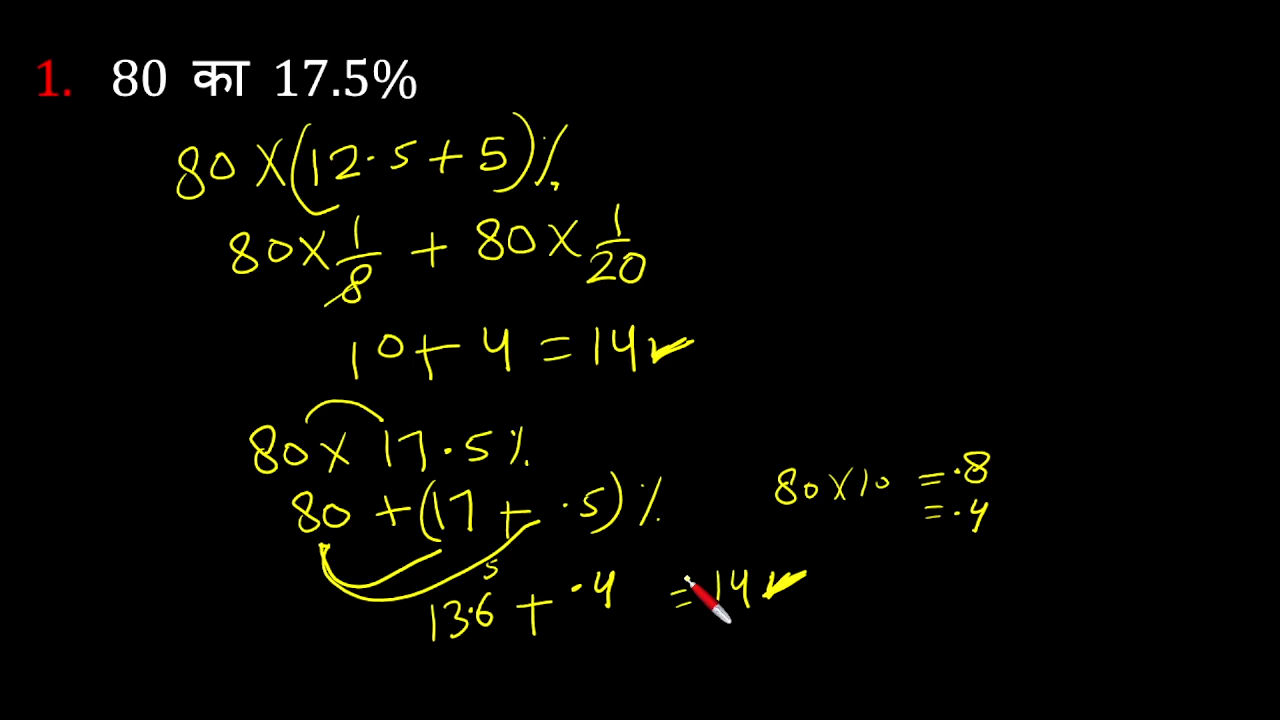 1. 80 का 17.5%
80 X (12.5 + 5) %
80 X 1/8 + 80 X 1/20
10 + 4 = 14 ✓
80 X 17.5 %
80 + (17 + .5) %
80 X 10 = .8
= .4
5
13.6 + .4 = 14 ✓